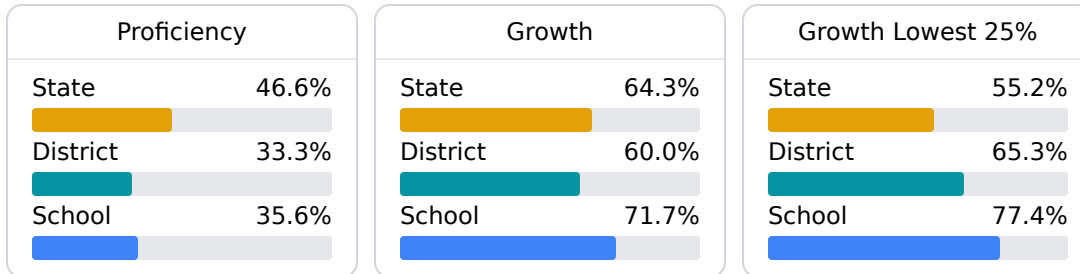 Proficiency
State 46.6%
District 33.3%
School 35.6%
Growth
State 64.3%
District 60.0%
School 71.7%
Growth Lowest 25%
State 55.2%
District 65.3%
School 77.4%